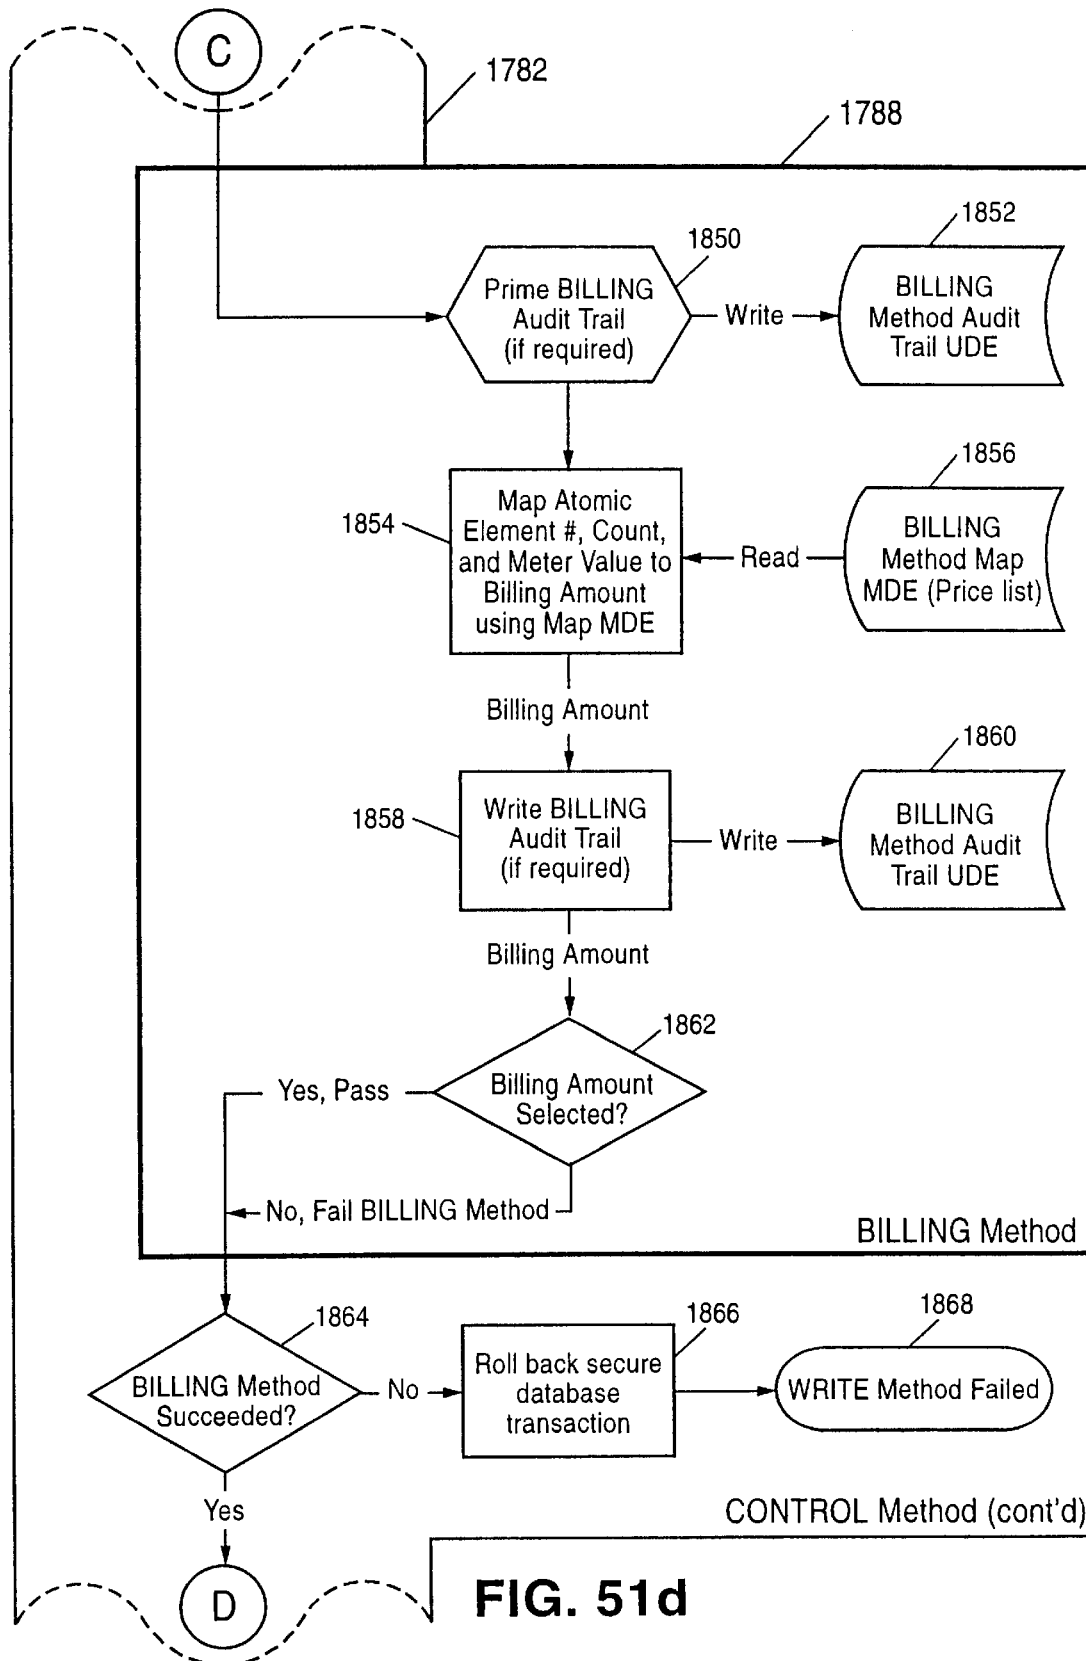 C
1782
1788
1852
1850
Prime BILLING
Audit Trail
(if required)
Write
BILLING
Method Audit
Trail UDE
1856
1854
Map Atomic
Element #, Count,
and Meter Value to
Billing Amount
using Map MDE
Read
BILLING
Method Map
MDE (Price list)
Billing Amount
1860
1858
Write BILLING
Audit Trail
(if required)
Write
BILLING
Method Audit
Trail UDE
Billing Amount
1862
Yes, Pass
Billing Amount
Selected?
No, Fail BILLING Method
BILLING Method
1864
1866
1868
BILLING Method
Succeeded?
No
Roll back secure
database
transaction
WRITE Method Failed
Yes
CONTROL Method (cont'd)
D
FIG. 51d